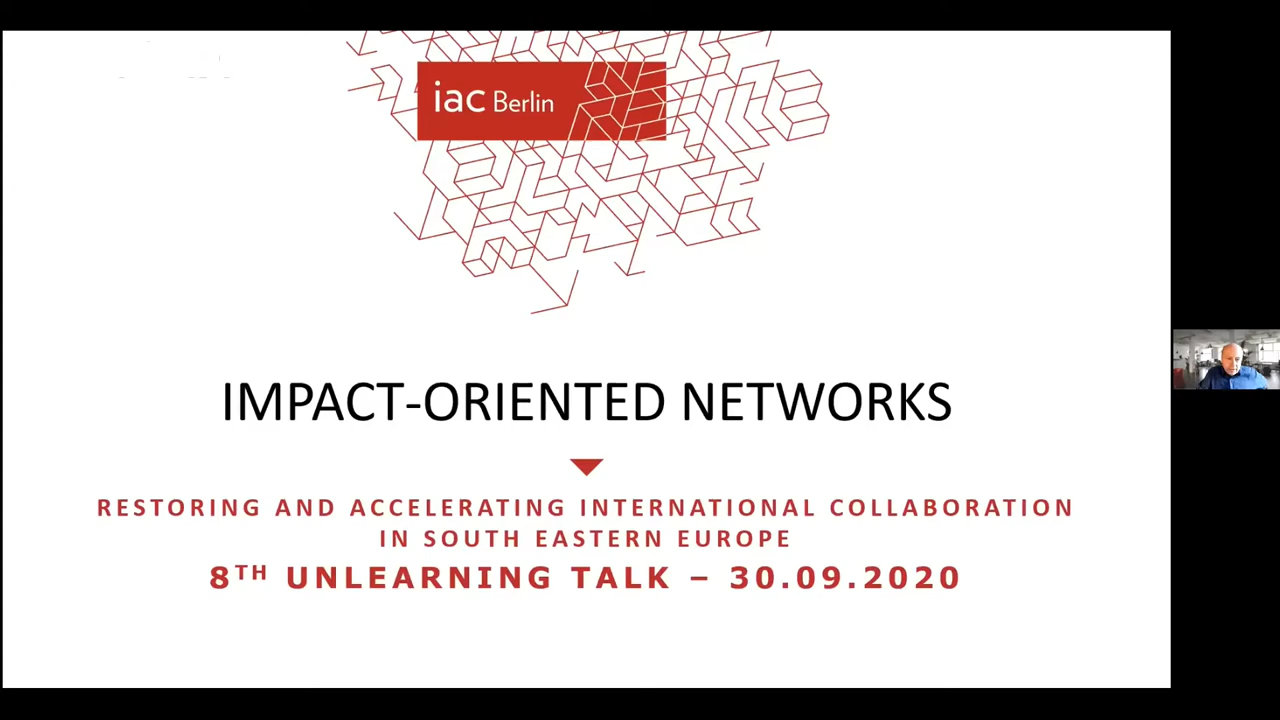 iac Berlin
IMPACT-ORIENTED NETWORKS
RESTORING AND ACCELERATING INTERNATIONAL COLLABORATION
IN SOUTH EASTERN EUROPE
8TH UNLEARNING TALK – 30.09.2020